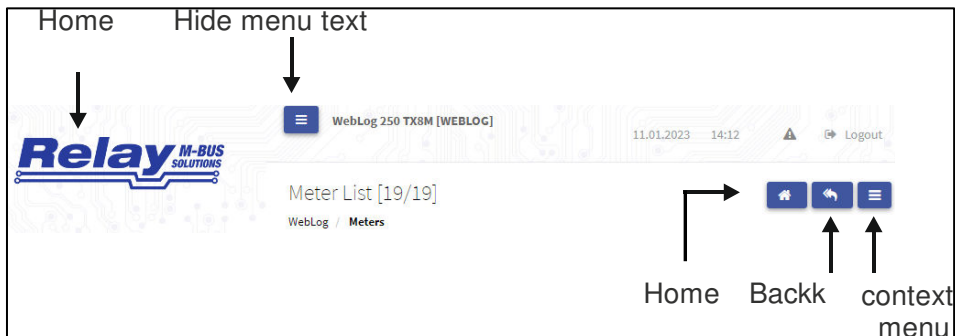 Home Hide menu text
WebLog 250 TX8M [WEBLOG]
11.01.2023 14:12 Logout
Relay M-BUS
SOLUTIONS
Meter List [19/19]
WebLog / Meters
Home Backk context
menu